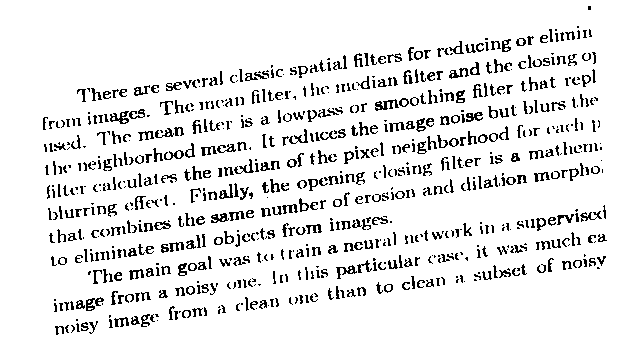 There are several classic spatial filters for reducing or elimin
from images. The mean filter, the median filter and the closing op
used. The mean filter is a lowpass or smoothing filter that repl
the neighborhood mean. It reduces the image noise but blurs the
filter calculates the median of the pixel neighborhood for each p
blurring effect. Finally, the opening closing filter is a mathema
that combines the same number of erosion and dilation morpho
to eliminate small objects from images.
The main goal was to train a neural network in a supervised
image from a noisy one. In this particular case, it was much ea
noisy image from a clean one than to clean a subset of noisy